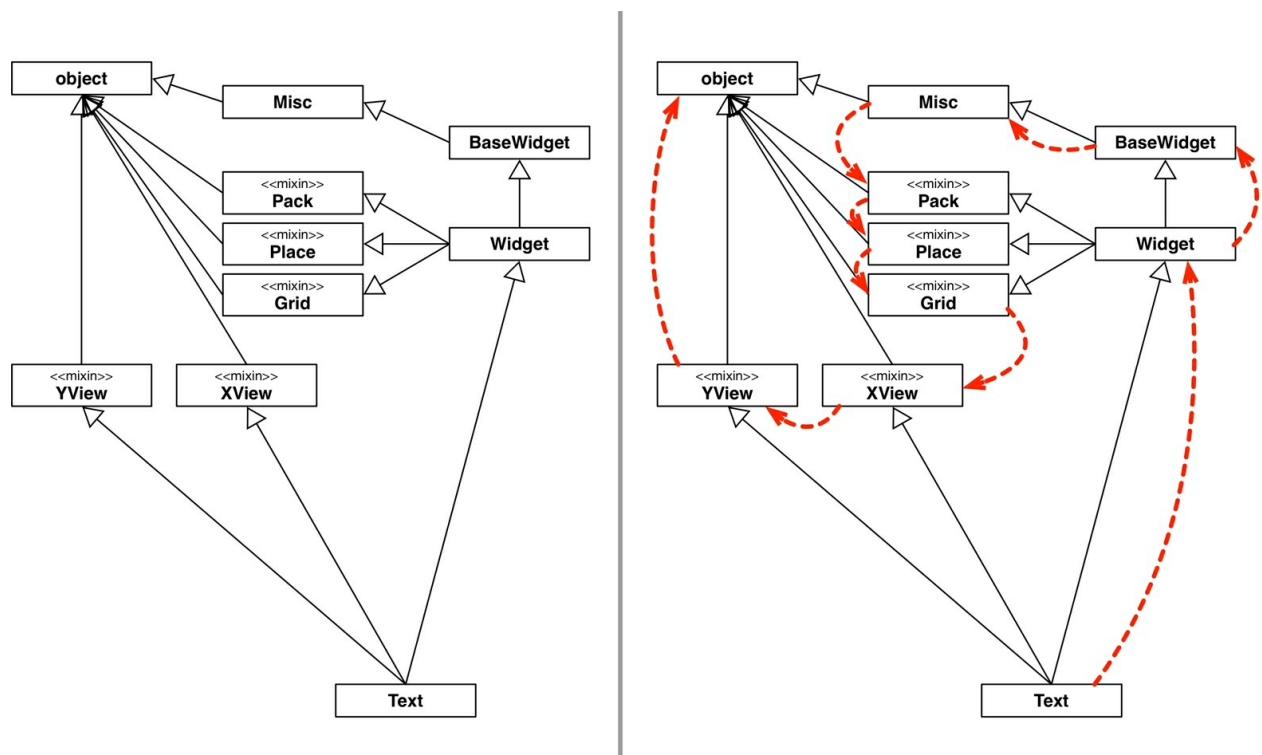 object
Misc
BaseWidget
<<mixin>>
Pack
<<mixin>>
Place
<<mixin>>
Grid
Widget
<<mixin>>
YView
<<mixin>>
XView
Text
object
Misc
BaseWidget
<<mixin>>
Pack
<<mixin>>
Place
<<mixin>>
Grid
Widget
<<mixin>>
YView
<<mixin>>
XView
Text